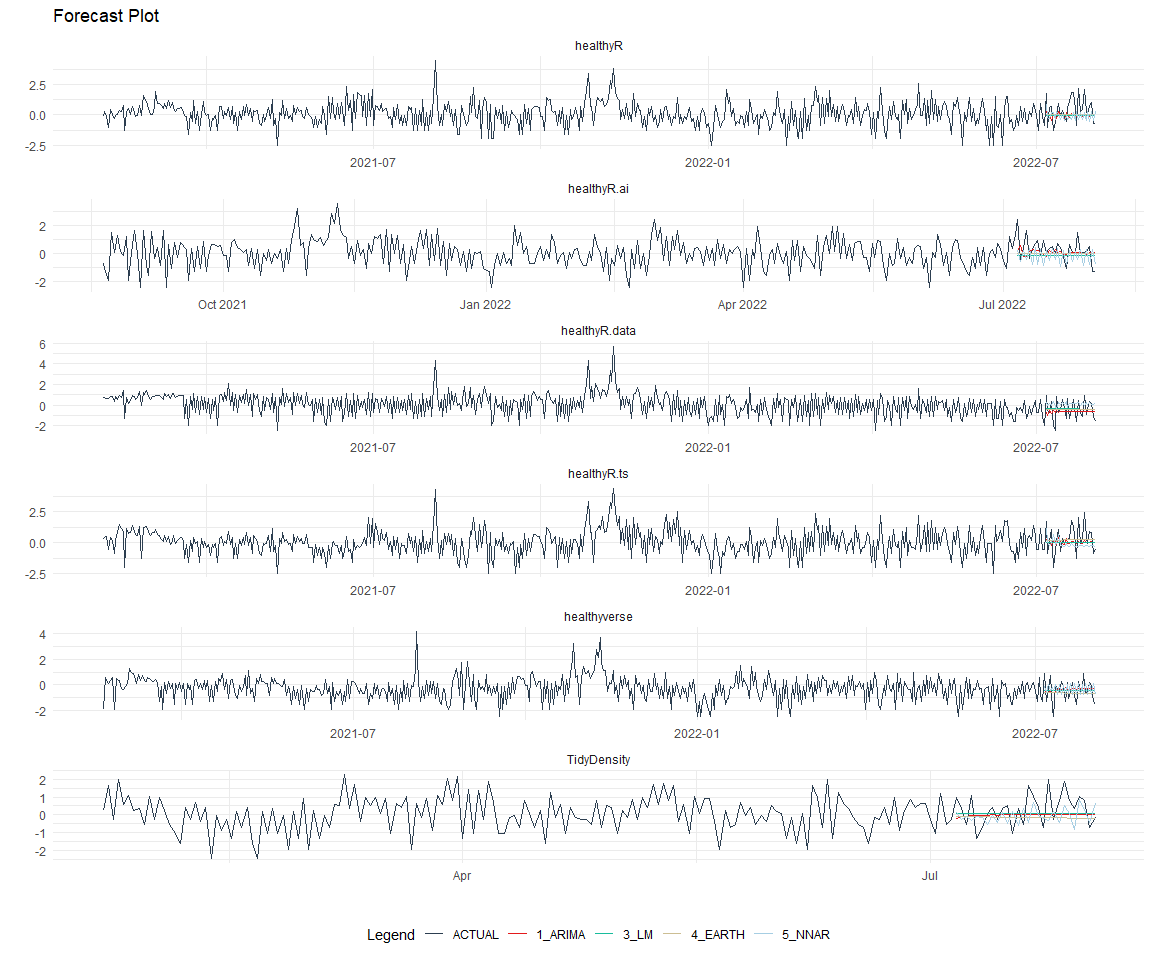 Forecast Plot
healthyR
2.5
0.0
-2.5
2021-07 2022-01 2022-07
healthyR.ai
2
0
-2
Oct 2021 Jan 2022 Apr 2022 Jul 2022
healthyR.data
6
4
2
0
-2
2021-07 2022-01 2022-07
healthyR.ts
2.5
0.0
-2.5
2021-07 2022-01 2022-07
healthyverse
4
2
0
-2
2021-07 2022-01 2022-07
TidyDensity
2
1
0
-1
-2
Apr Jul
Legend ACTUAL 1_ARIMA 3_LM 4_EARTH 5_NNAR